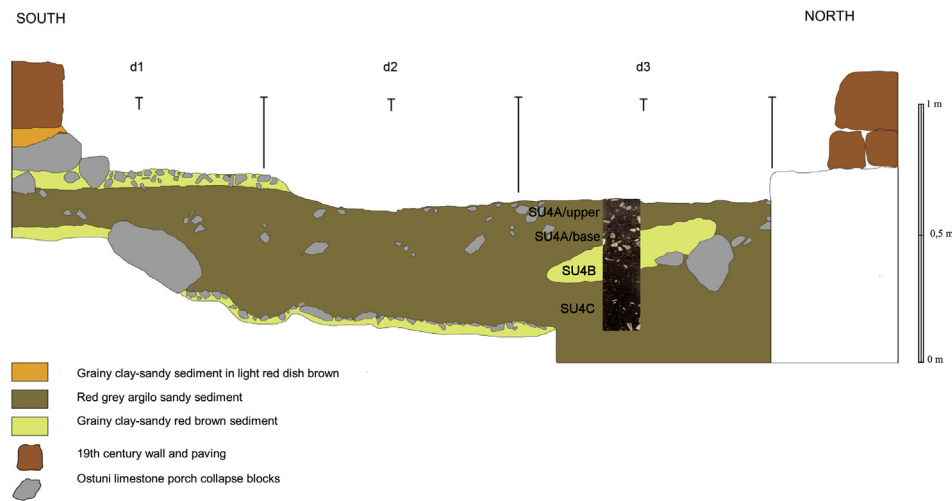 SOUTH
NORTH
d1
d2
d3
1 m
SU4A/upper
SU4A/base
0,5 m
SU4B
SU4C
0 m
Grainy clay-sandy sediment in light red dish brown
Red grey argilo sandy sediment
Grainy clay-sandy red brown sediment
19th century wall and paving
Ostuni limestone porch collapse blocks